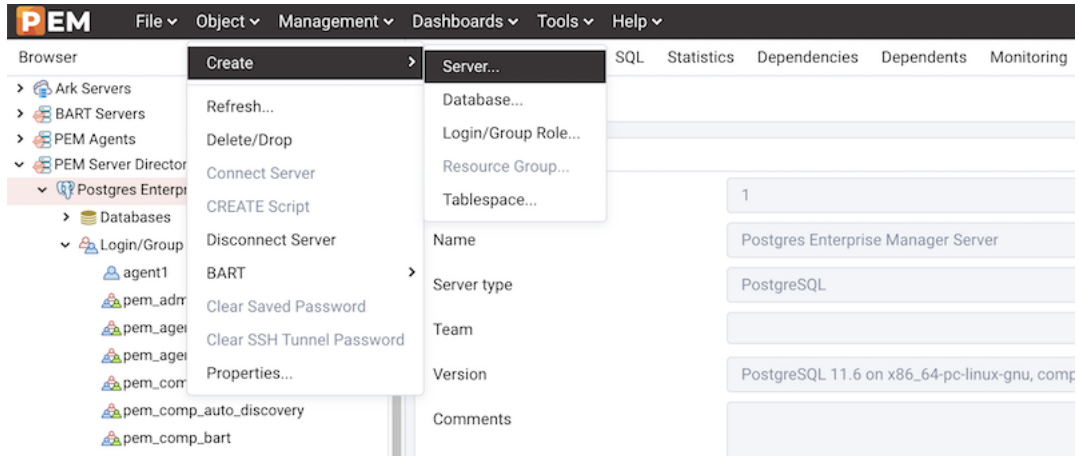 PEM File Object Management Dashboards Tools Help
Browser
SQL Statistics Dependencies Dependents Monitoring
Ark Servers
BART Servers
PEM Agents
PEM Server Director
Postgres Enterpr
Databases
Login/Group
agent1
pem_adm
pem_agen
pem_agen
pem_com
pem_comp_auto_discovery
pem_comp_bart
Create
Refresh...
Delete/Drop
Connect Server
CREATE Script
Disconnect Server
BART
Clear Saved Password
Clear SSH Tunnel Password
Properties...
Server...
Database...
Login/Group Role...
Resource Group...
Tablespace...
1
Name Postgres Enterprise Manager Server
Server type PostgreSQL
Team
Version PostgreSQL 11.6 on x86_64-pc-linux-gnu, comp
Comments